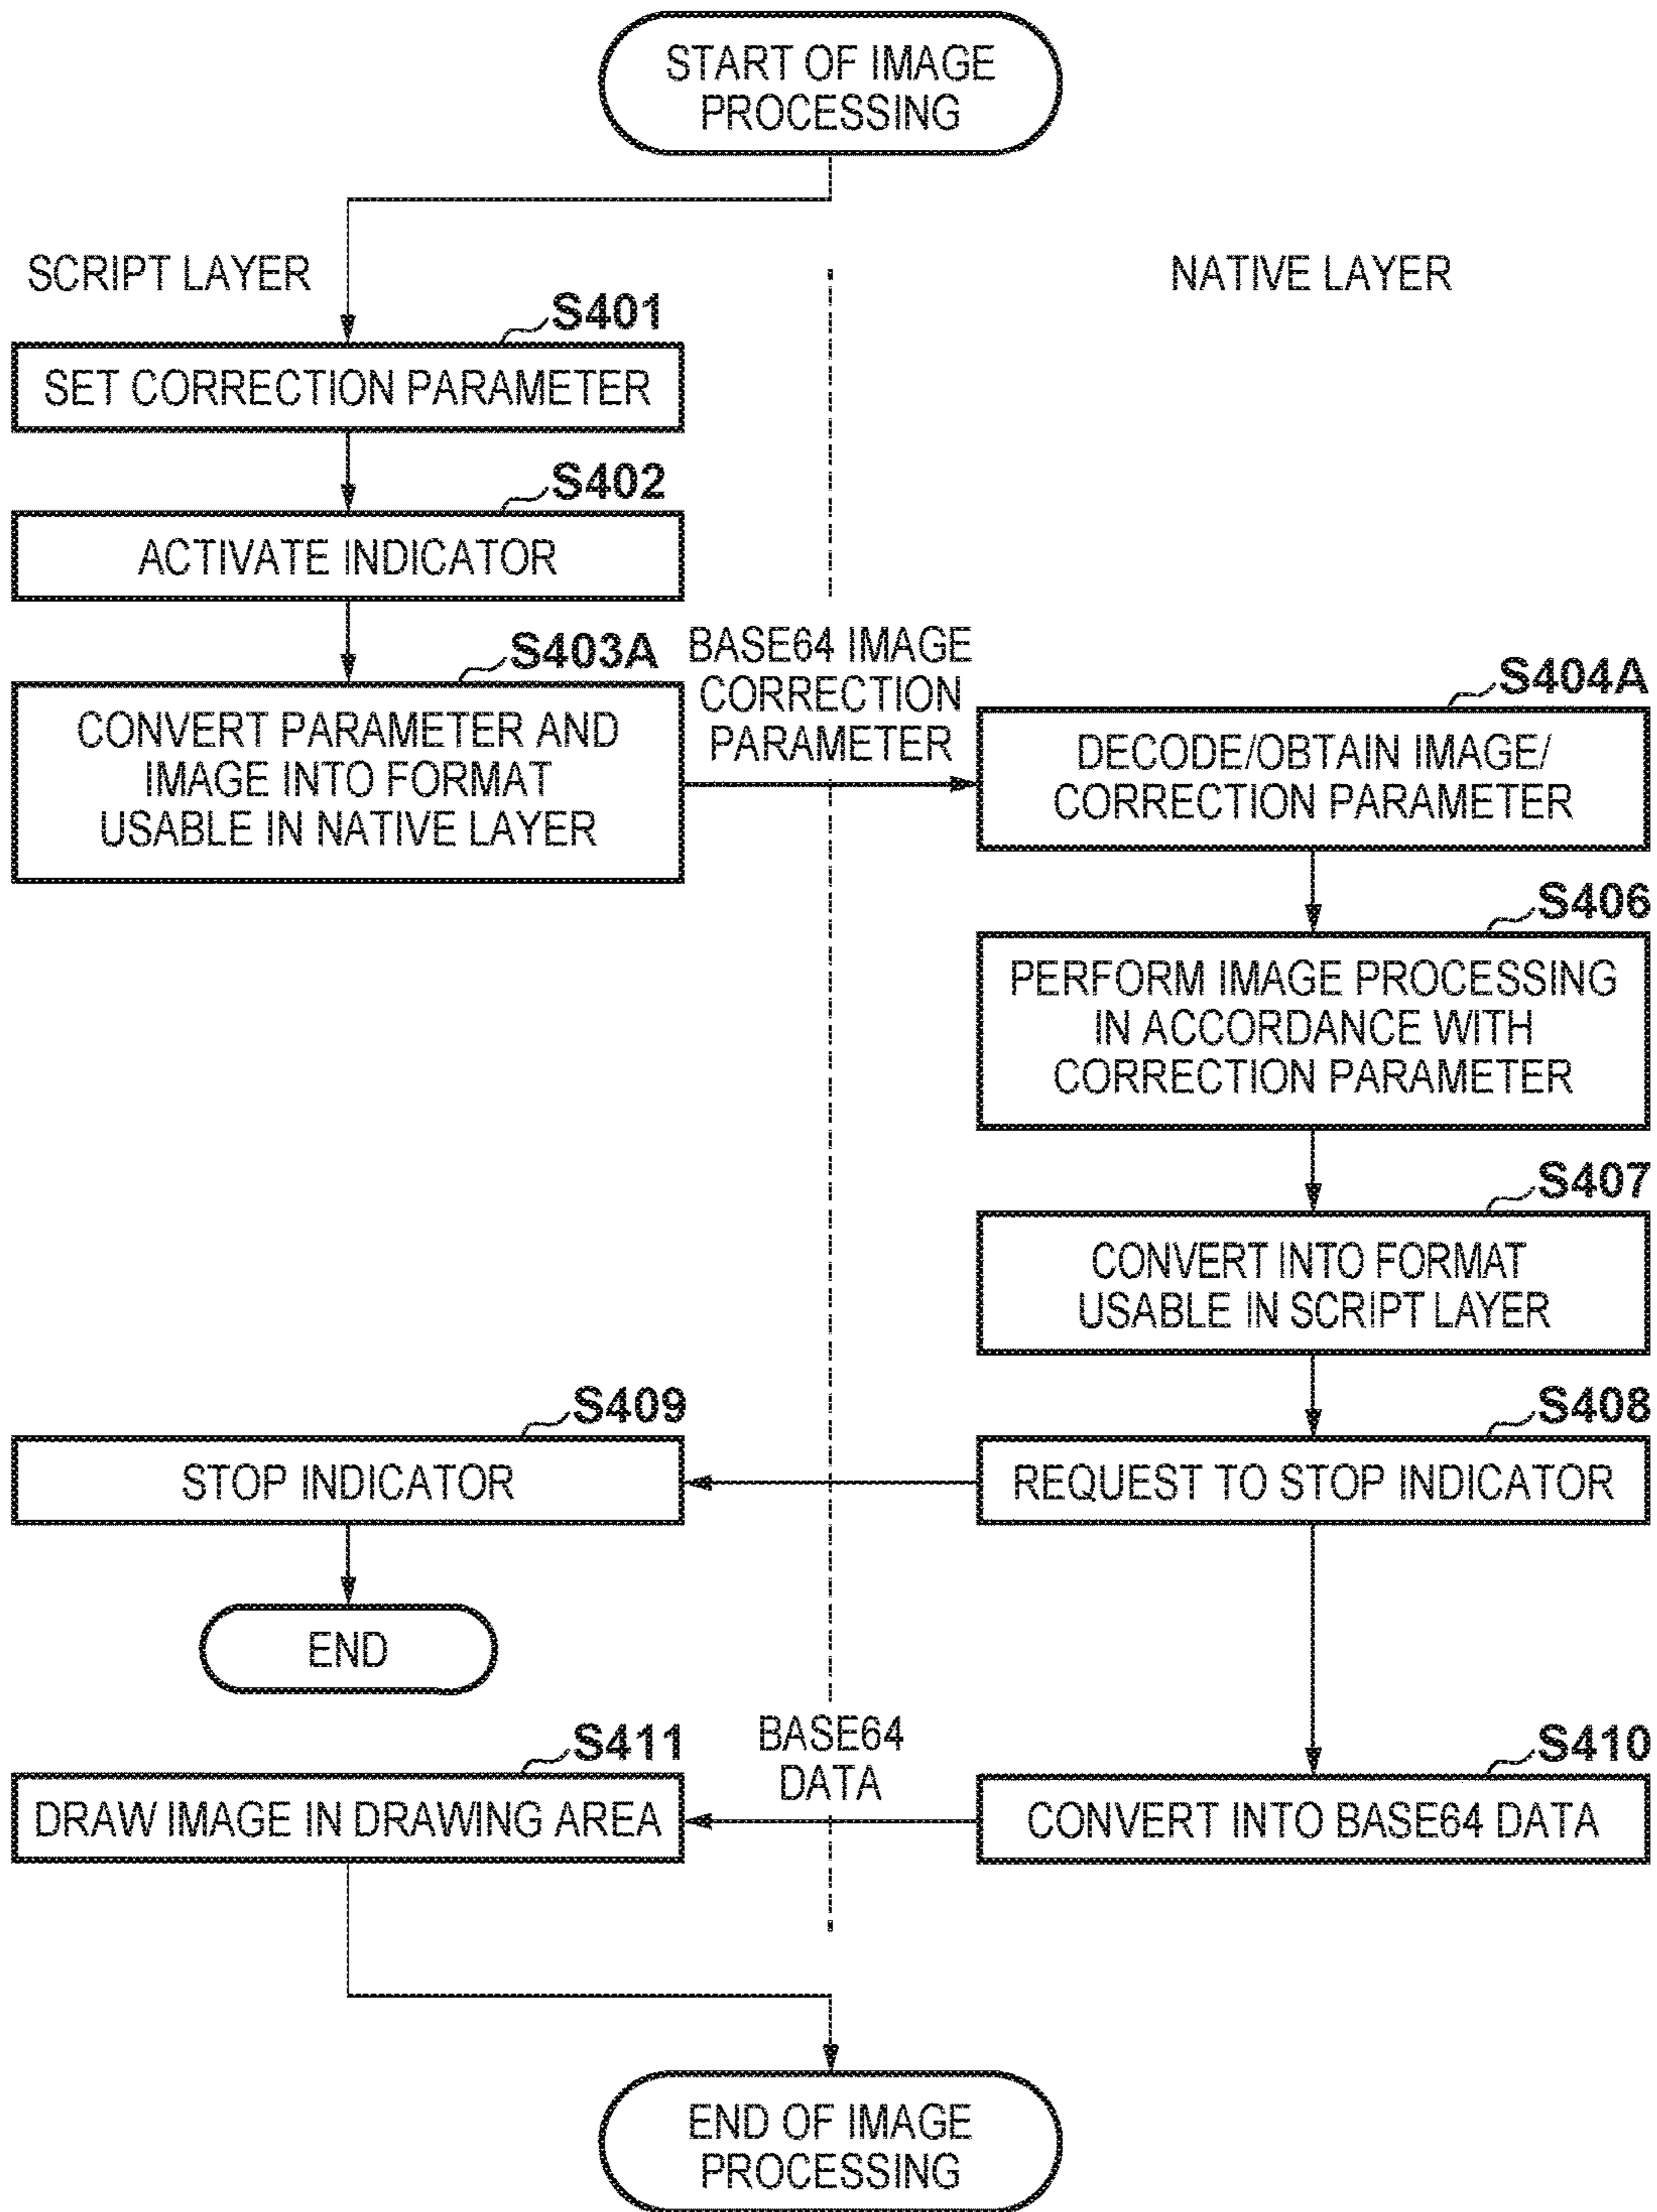 START OF IMAGE
PROCESSING
SCRIPT LAYER
NATIVE LAYER
S401
SET CORRECTION PARAMETER
S402
ACTIVATE INDICATOR
S403A
CONVERT PARAMETER AND
IMAGE INTO FORMAT
USABLE IN NATIVE LAYER
BASE64 IMAGE
CORRECTION
PARAMETER
S404A
DECODE/OBTAIN IMAGE/
CORRECTION PARAMETER
S406
PERFORM IMAGE PROCESSING
IN ACCORDANCE WITH
CORRECTION PARAMETER
S407
CONVERT INTO FORMAT
USABLE IN SCRIPT LAYER
S408
REQUEST TO STOP INDICATOR
S409
STOP INDICATOR
END
S410
CONVERT INTO BASE64 DATA
BASE64
DATA
S411
DRAW IMAGE IN DRAWING AREA
END OF IMAGE
PROCESSING